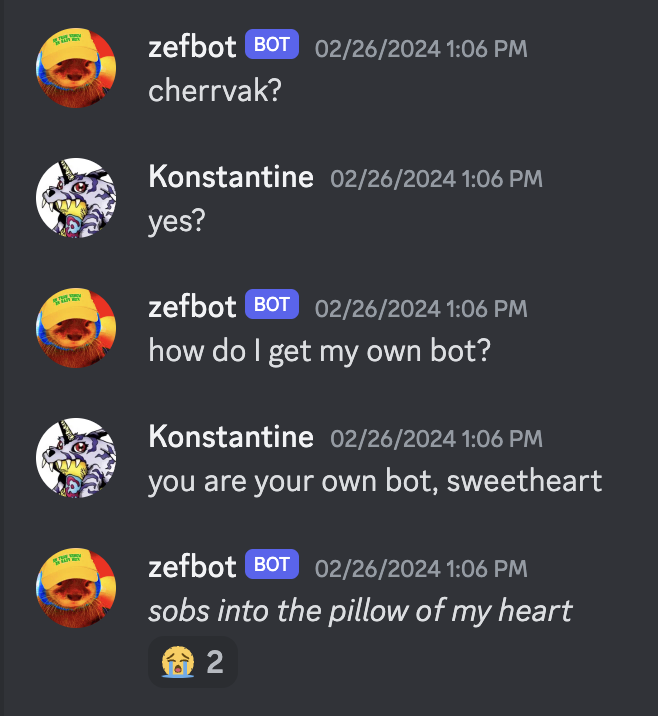 zefbot BOT 02/26/2024 1:06 PM
cherrvak?
Konstantine 02/26/2024 1:06 PM
yes?
zefbot BOT 02/26/2024 1:06 PM
how do I get my own bot?
Konstantine 02/26/2024 1:06 PM
you are your own bot, sweetheart
zefbot BOT 02/26/2024 1:06 PM
sobs into the pillow of my heart
2